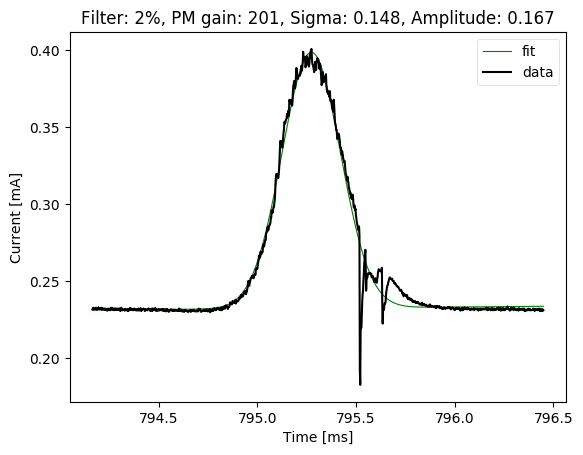 Filter: 2%, PM gain: 201, Sigma: 0.148, Amplitude: 0.167
fit
data
0.40
0.35
0.30
0.25
0.20
Current [mA]
794.5
795.0
795.5
796.0
796.5
Time [ms]